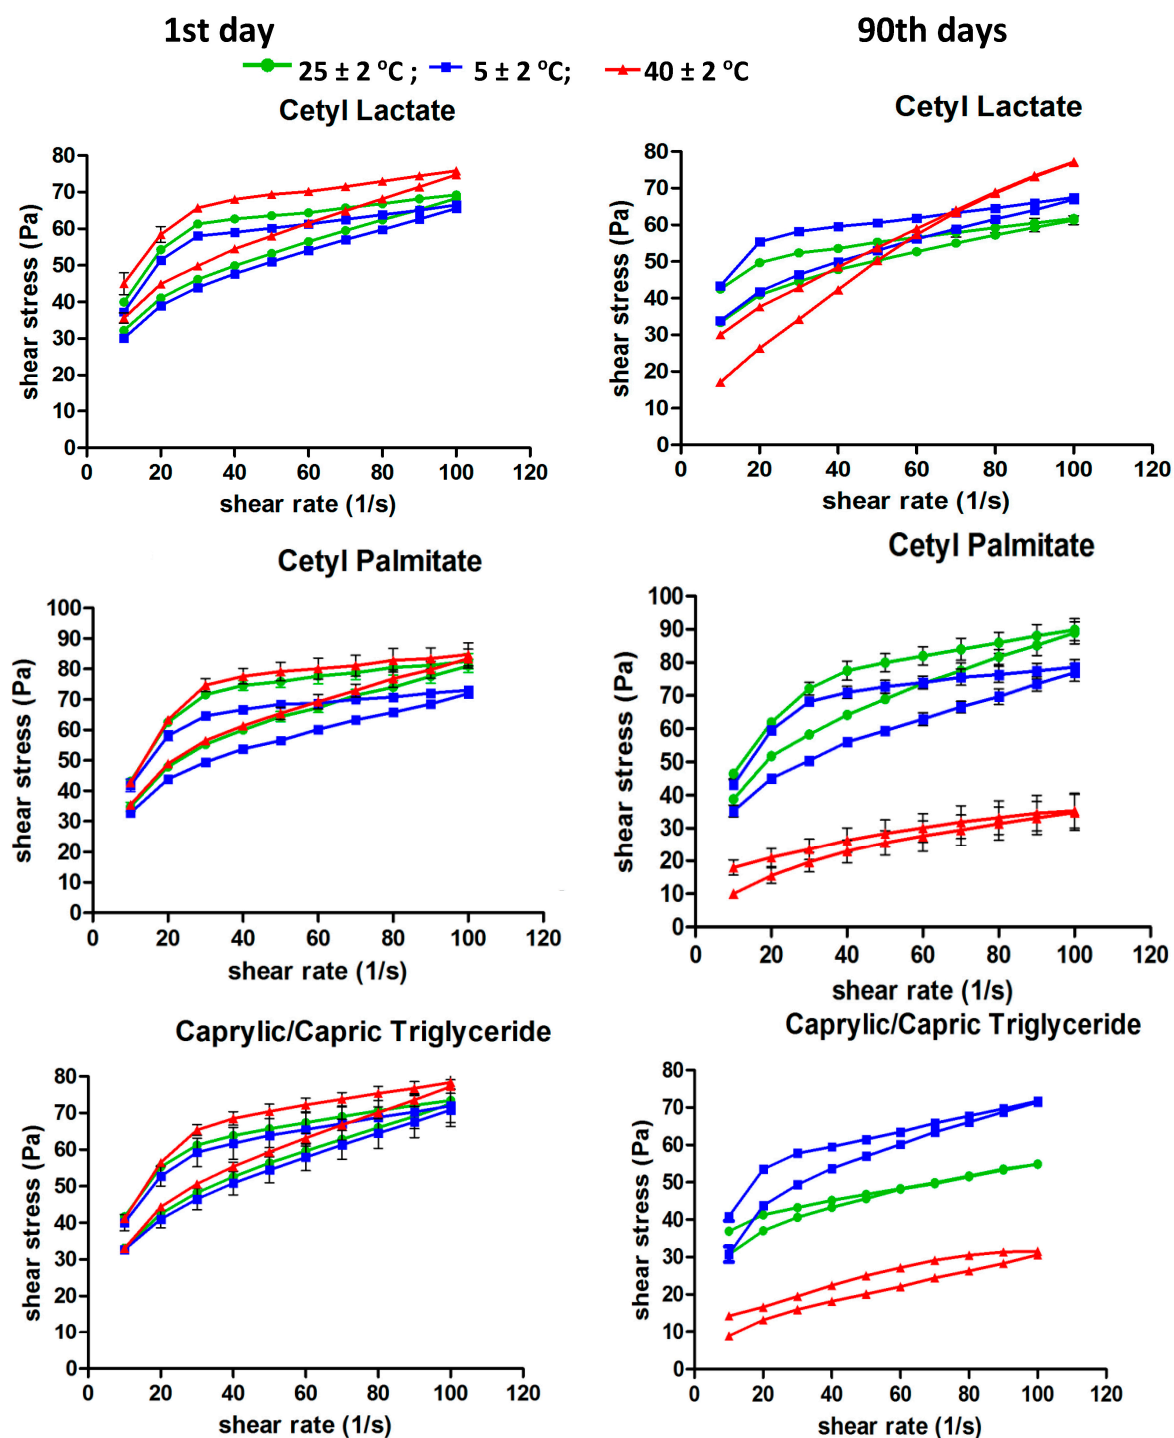 1st day 90th days
25 ± 2 °C ; 5 ± 2 °C; 40 ± 2 °C
Cetyl Lactate
80
70
60
50
40
30
20
10
0
shear stress (Pa)
0 20 40 60 80 100 120
shear rate (1/s)
Cetyl Lactate
80
70
60
50
40
30
20
10
0
shear stress (Pa)
0 20 40 60 80 100 120
shear rate (1/s)
Cetyl Palmitate
100
90
80
70
60
50
40
30
20
10
0
shear stress (Pa)
0 20 40 60 80 100 120
shear rate (1/s)
Cetyl Palmitate
100
90
80
70
60
50
40
30
20
10
0
shear stress (Pa)
0 20 40 60 80 100 120
shear rate (1/s)
Caprylic/Capric Triglyceride
80
70
60
50
40
30
20
10
0
shear stress (Pa)
0 20 40 60 80 100 120
shear rate (1/s)
Caprylic/Capric Triglyceride
80
70
60
50
40
30
20
10
0
shear stress (Pa)
0 20 40 60 80 100 120
shear rate (1/s)